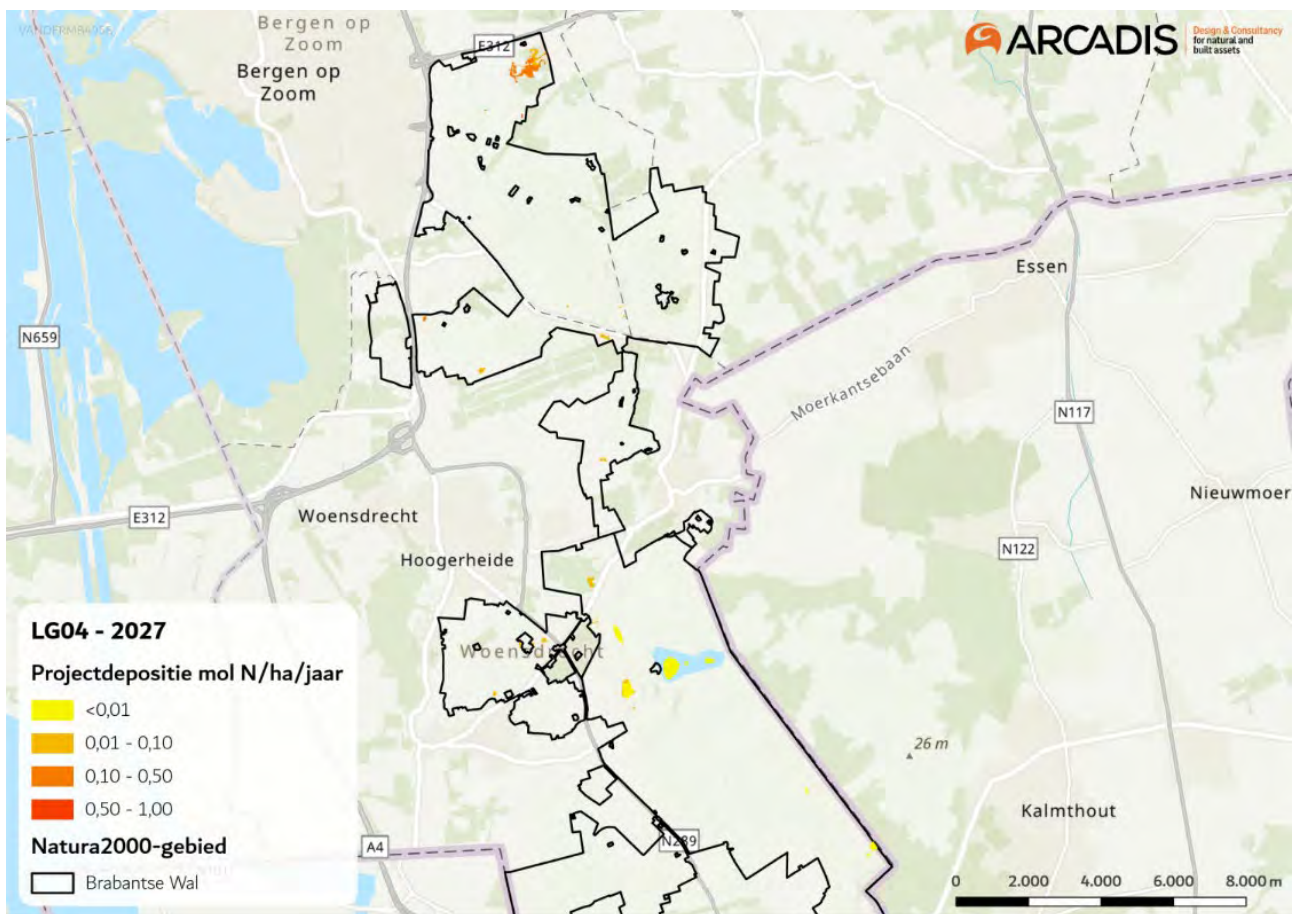 VANDERMBADGE
Bergen op
Zoom
Bergen op
Zoom
E312
ARCADIS
Design & Consultancy
for natural and
built assets
N659
Essen
Moerkantsebaan
N117
Nieuwmoer
E312
Woensdrecht
N122
Hoogerheide
Woensdrecht
26 m
Kalmthout
N289
A4
LG04 - 2027
Projectdepositie mol N/ha/jaar
<0,01
0,01 - 0,10
0,10 - 0,50
0,50 - 1,00
Natura2000-gebied
Brabantse Wal
0 2.000 4.000 6.000 8.000 m